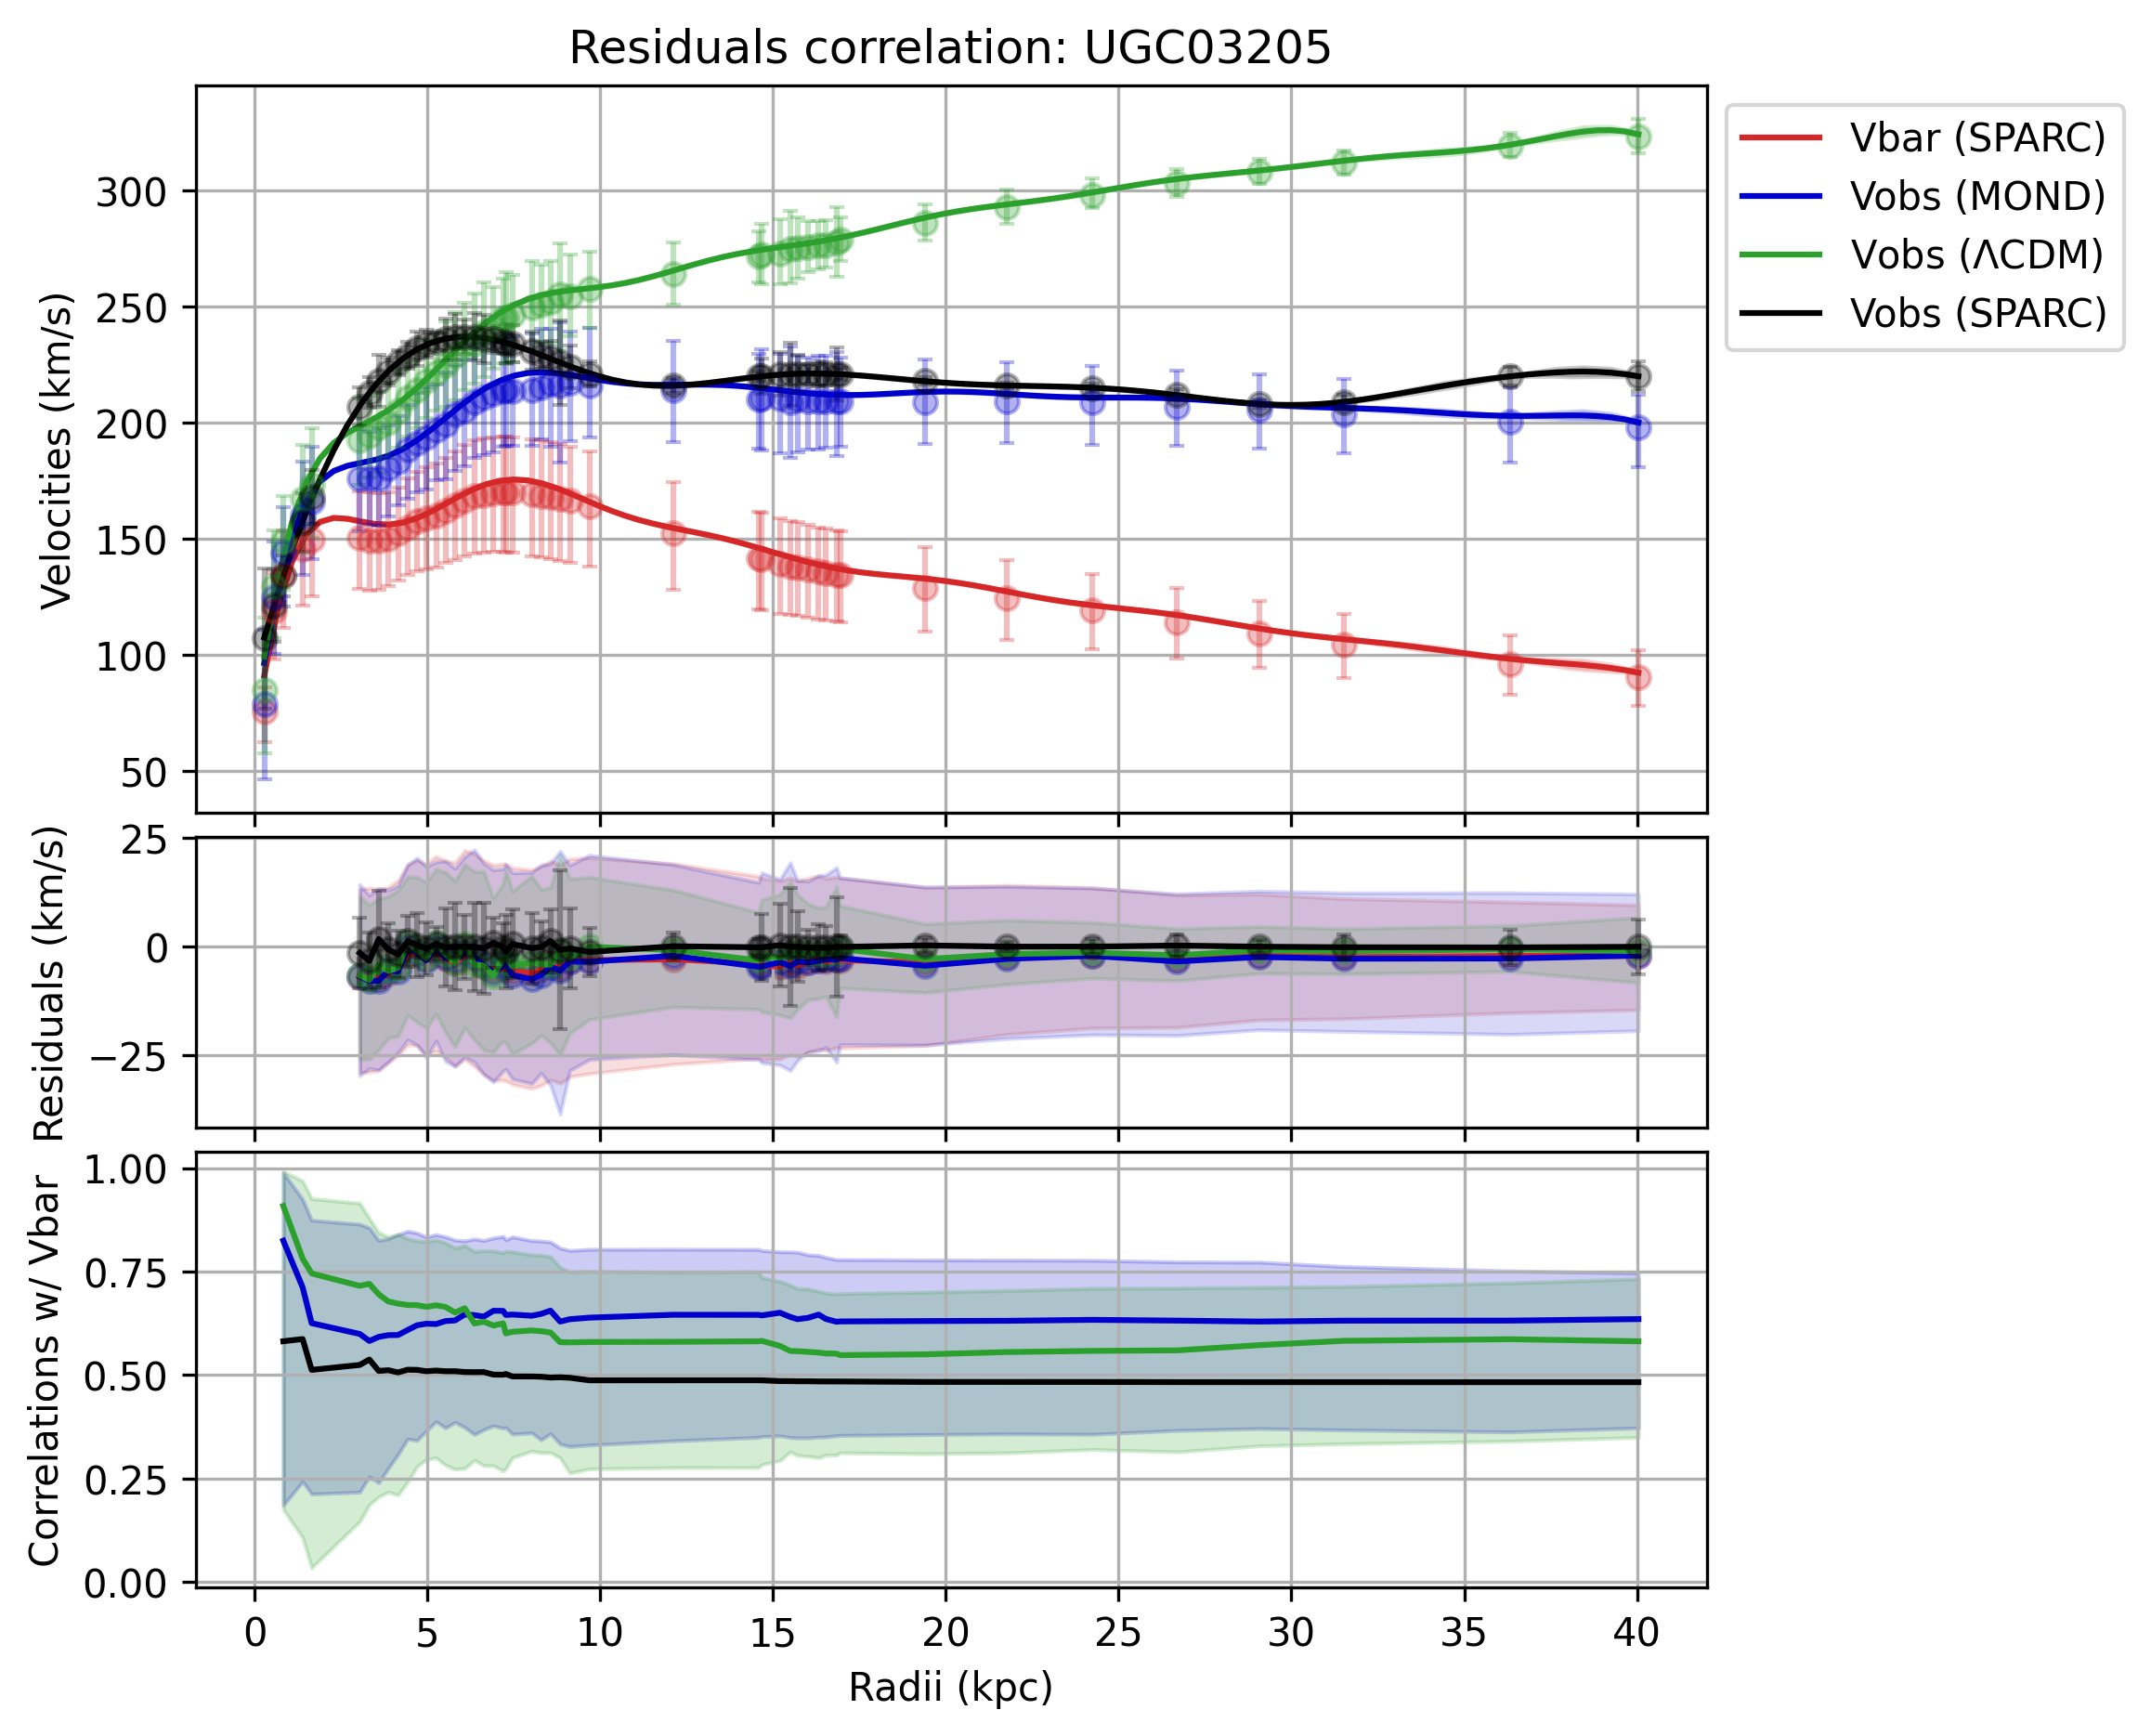 Residuals correlation: UGC03205
Velocities (km/s)
300
250
200
150
100
50
Vbar (SPARC)
Vobs (MOND)
Vobs (ΛCDM)
Vobs (SPARC)
Residuals (km/s)
25
0
−25
Correlations w/ Vbar
1.00
0.75
0.50
0.25
0.00
0 5 10 15 20 25 30 35 40
Radii (kpc)